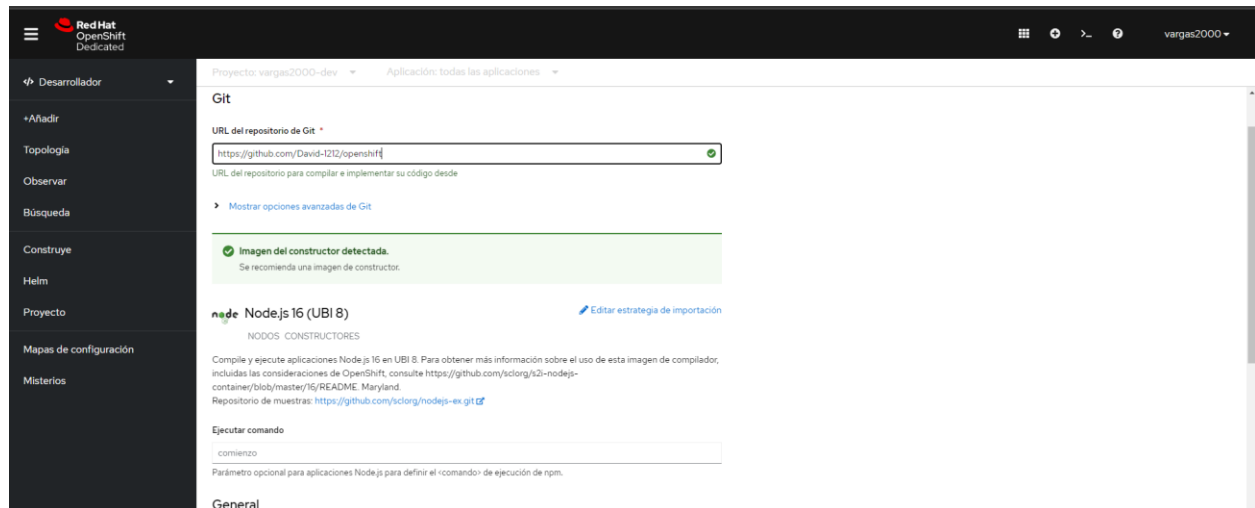 Red Hat
OpenShift
Dedicated
vargas2000
</> Desarrollador
Proyecto: vargas2000-dev
Aplicación: todas las aplicaciones
+Añadir
Topología
Observar
Búsqueda
Construye
Helm
Proyecto
Mapas de configuración
Misterios
Git
URL del repositorio de Git *
https://github.com/David-1212/openshift
URL del repositorio para compilar e implementar su código desde
Mostrar opciones avanzadas de Git
Imagen del constructor detectada.
Se recomienda una imagen de constructor.
node Node.js 16 (UBI 8)
Editar estrategia de importación
NODOS CONSTRUCTORES
Compile y ejecute aplicaciones Node.js 16 en UBI 8. Para obtener más información sobre el uso de esta imagen de compilador,
incluidas las consideraciones de OpenShift, consulte https://github.com/sclorg/s2i-nodejs-
container/blob/master/16/README. Maryland.
Repositorio de muestras: https://github.com/sclorg/nodejs-ex.git
Ejecutar comando
comienzo
Parámetro opcional para aplicaciones Node.js para definir el <comando> de ejecución de npm.
General